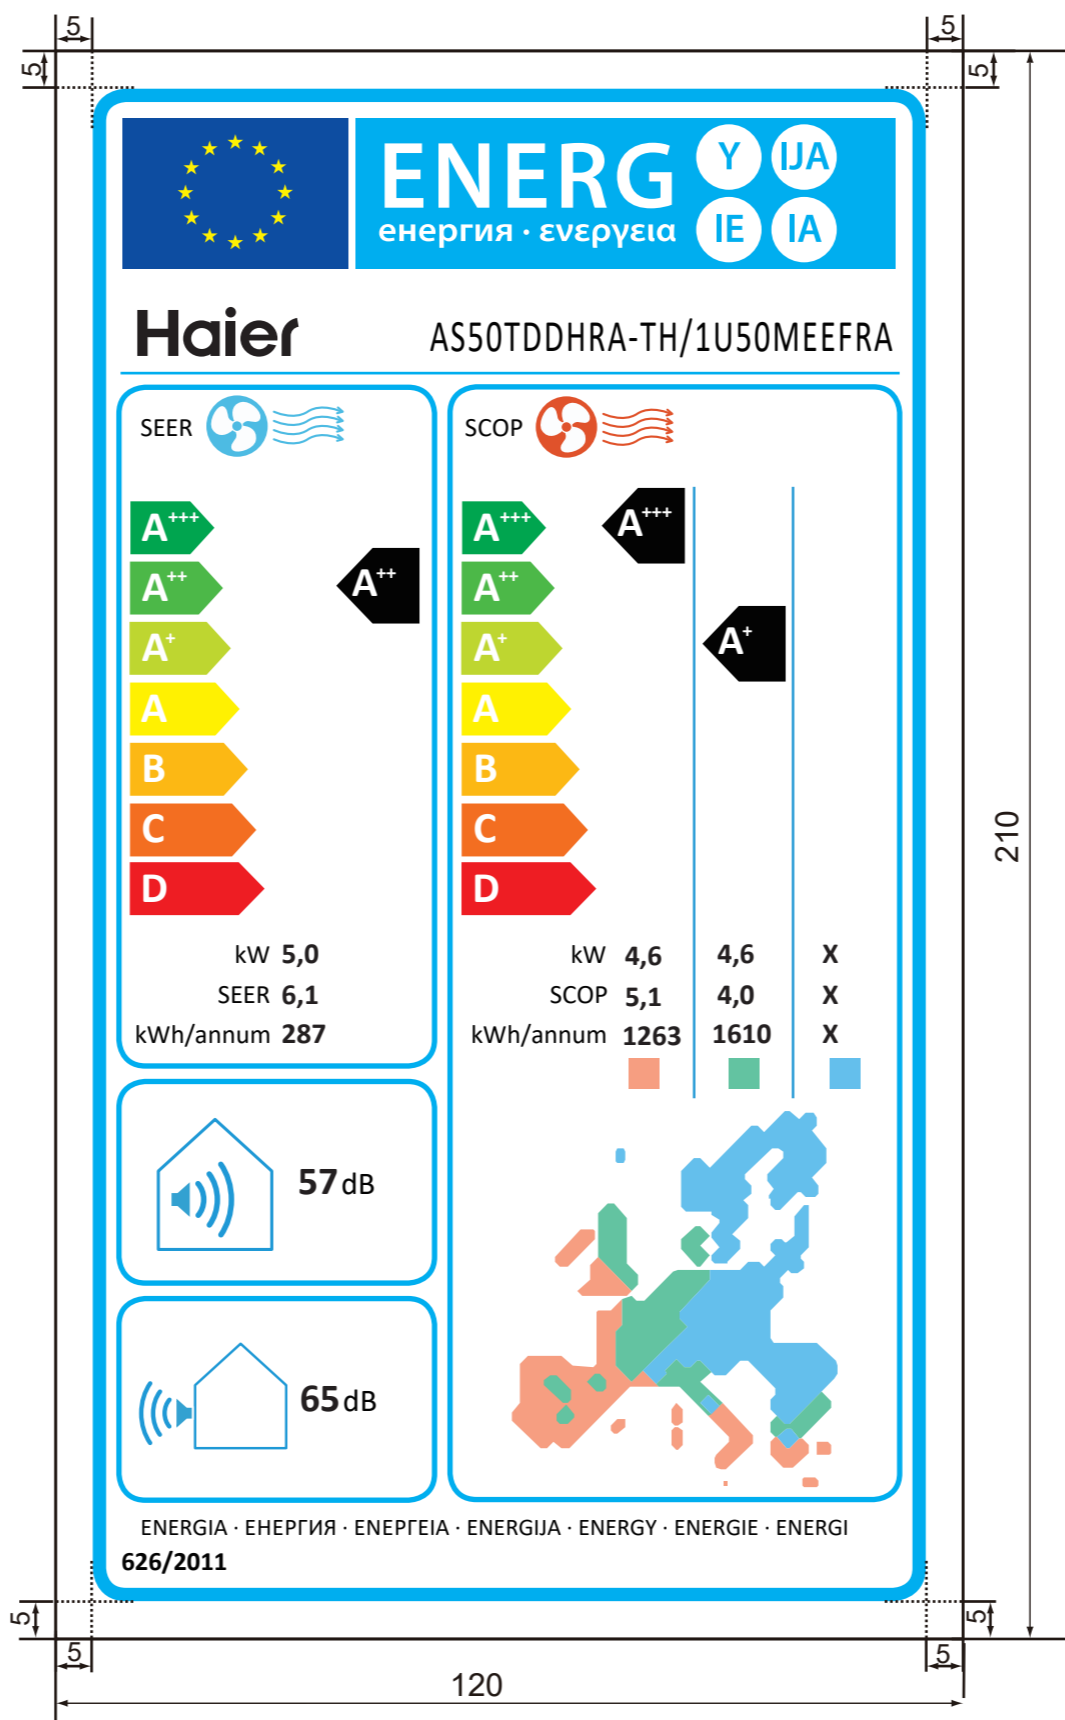 5
5
5
5
ENERG
Y
IJA
енергия · ενεργεια
IE
IA
Haier
AS50TDDHRA-TH/1U50MEEFRA
SEER
SCOP
A+++
A++
A+
A
B
C
D
A++
A+++
A++
A+
A
B
C
D
A+++
A+
kW 5,0
SEER 6,1
kWh/annum 287
kW 4,6 4,6 X
SCOP 5,1 4,0 X
kWh/annum 1263 1610 X
57 dB
65 dB
ENERGIA · ЕНЕРГИЯ · ΕΝΕΡΓΕΙΑ · ENERGIJA · ENERGY · ENERGIE · ENERGI
626/2011
210
5
5
5
5
120